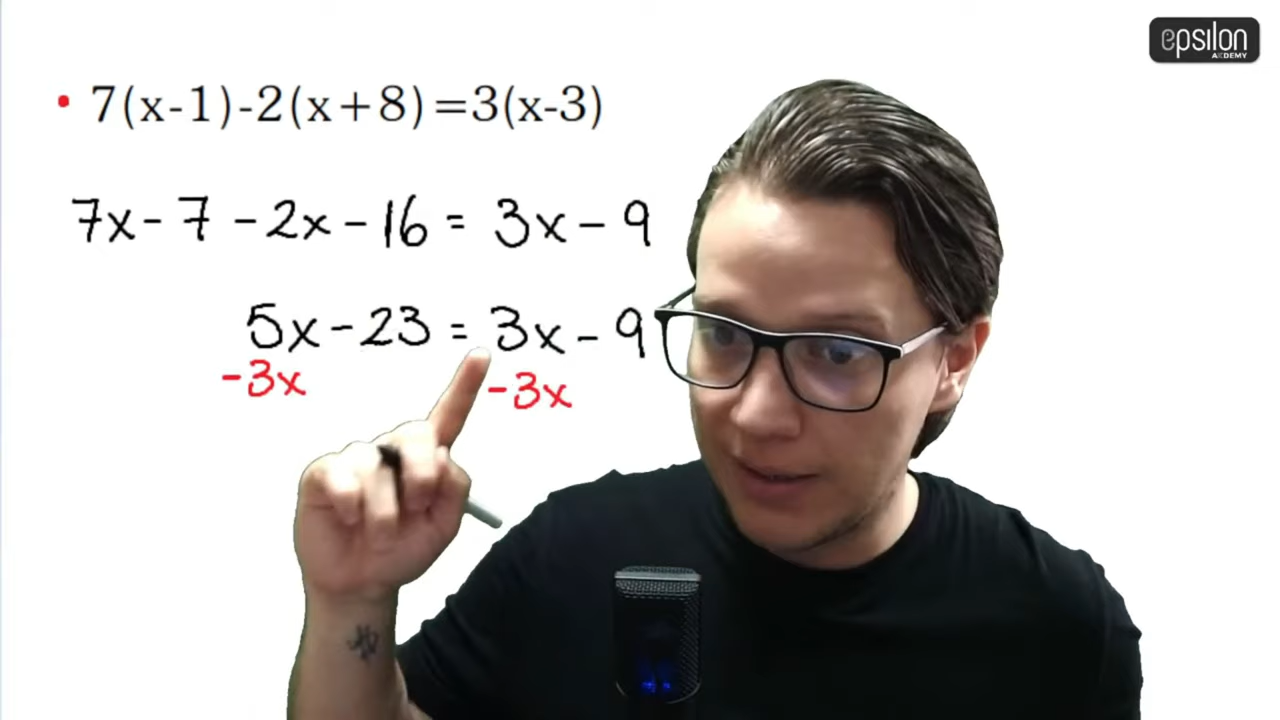 epsilon
AKDEMY
• 7(x-1)-2(x+8)=3(x-3)
7x - 7 - 2x - 16 = 3x - 9
5x - 23 = 3x - 9
-3x -3x